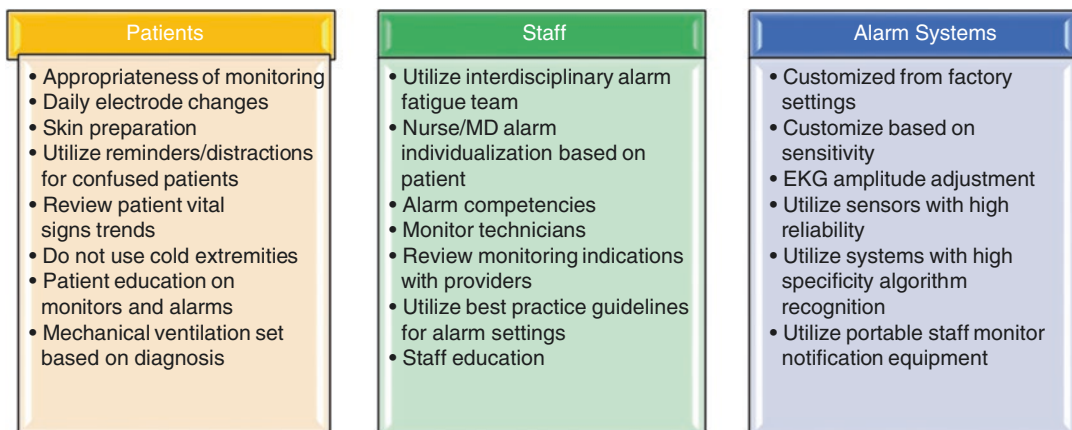 Patients
• Appropriateness of monitoring
• Daily electrode changes
• Skin preparation
• Utilize reminders/distractions
for confused patients
• Review patient vital
signs trends
• Do not use cold extremities
• Patient education on
monitors and alarms
• Mechanical ventilation set
based on diagnosis
Staff
• Utilize interdisciplinary alarm
fatigue team
• Nurse/MD alarm
individualization based on
patient
• Alarm competencies
• Monitor technicians
• Review monitoring indications
with providers
• Utilize best practice guidelines
for alarm settings
• Staff education
Alarm Systems
• Customized from factory
settings
• Customize based on
sensitivity
• EKG amplitude adjustment
• Utilize sensors with high
reliability
• Utilize systems with high
specificity algorithm
recognition
• Utilize portable staff monitor
notification equipment